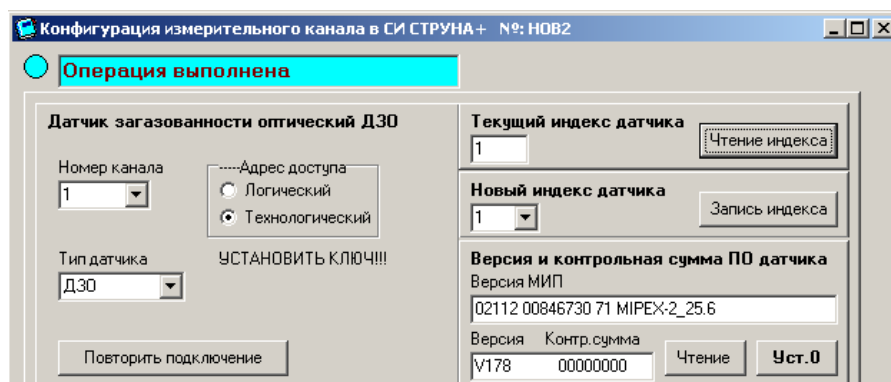 Конфигурация измерительного канала в СИ СТРУНА+ №: НОВ2
Операция выполнена
Датчик загазованности оптический ДЗО
Номер канала
1
-----Адрес доступа
Логический
Технологический
Тип датчика
ДЗО
УСТАНОВИТЬ КЛЮЧ!!!
Повторить подключение
Текущий индекс датчика
1
Чтение индекса
Новый индекс датчика
1
Запись индекса
Версия и контрольная сумма ПО датчика
Версия МИП
02112 00846730 71 MIPEX-2_25.6
Версия Контр.сумма
V178 00000000
Чтение
Уст.0